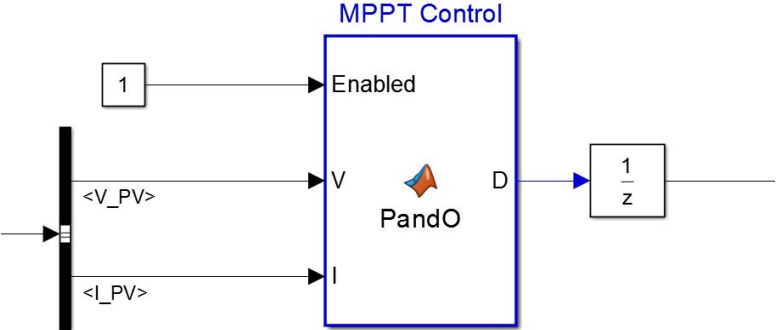 MPPT Control
1
Enabled
<V_PV>
V
D
PandO
1
z
<I_PV>
I